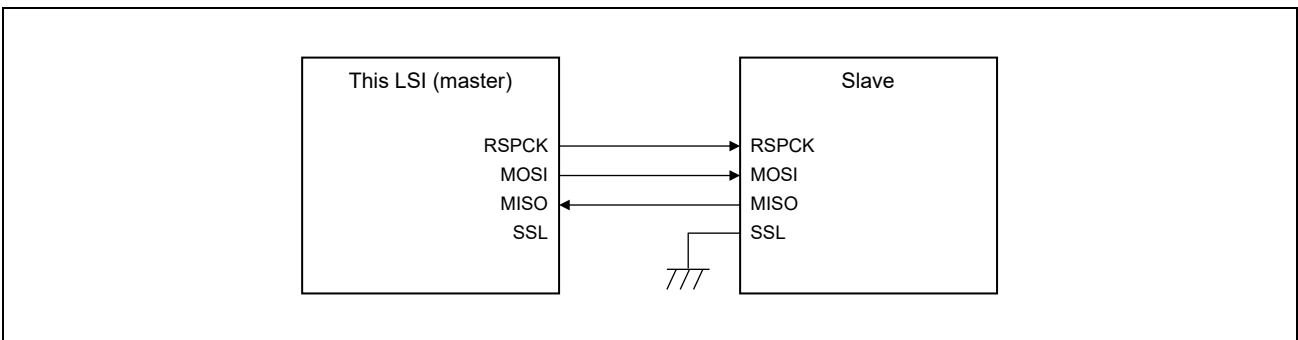 This LSI (master)
RSPCK
MOSI
MISO
SSL
Slave
RSPCK
MOSI
MISO
SSL